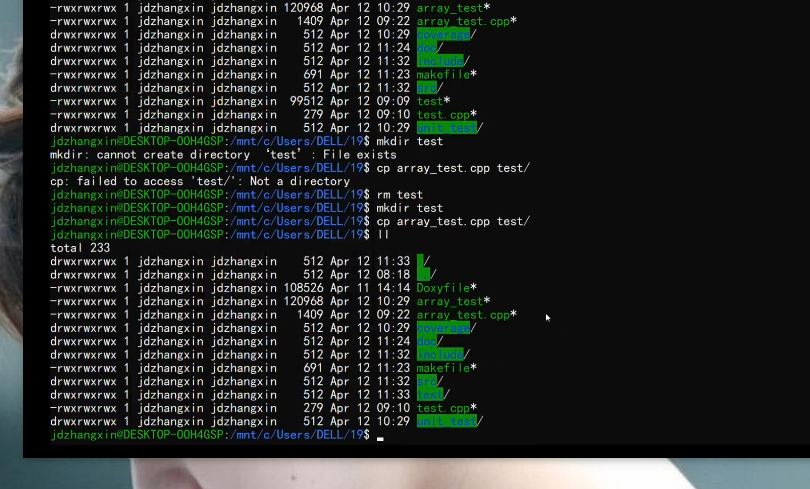 -rwxrwxrwx 1 jdzhangxin jdzhangxin 120968 Apr 12 10:29 array_test*
-rwxrwxrwx 1 jdzhangxin jdzhangxin 1409 Apr 12 09:22 array_test.cpp*
drwxrwxrwx 1 jdzhangxin jdzhangxin 512 Apr 12 10:29 coverage/
drwxrwxrwx 1 jdzhangxin jdzhangxin 512 Apr 12 11:24 doc/
drwxrwxrwx 1 jdzhangxin jdzhangxin 512 Apr 12 11:32 include/
-rwxrwxrwx 1 jdzhangxin jdzhangxin 691 Apr 12 11:23 makefile*
drwxrwxrwx 1 jdzhangxin jdzhangxin 512 Apr 12 11:32 src/
-rwxrwxrwx 1 jdzhangxin jdzhangxin 99512 Apr 12 09:09 test*
-rwxrwxrwx 1 jdzhangxin jdzhangxin 279 Apr 12 09:10 test.cpp*
drwxrwxrwx 1 jdzhangxin jdzhangxin 512 Apr 12 10:29 unit_test/
jdzhangxin@DESKTOP-OOH4GSP:/mnt/c/Users/DELL/19$ mkdir test
mkdir: cannot create directory ‘test’: File exists
jdzhangxin@DESKTOP-OOH4GSP:/mnt/c/Users/DELL/19$ cp array_test.cpp test/
cp: failed to access 'test/': Not a directory
jdzhangxin@DESKTOP-OOH4GSP:/mnt/c/Users/DELL/19$ rm test
jdzhangxin@DESKTOP-OOH4GSP:/mnt/c/Users/DELL/19$ mkdir test
jdzhangxin@DESKTOP-OOH4GSP:/mnt/c/Users/DELL/19$ cp array_test.cpp test/
jdzhangxin@DESKTOP-OOH4GSP:/mnt/c/Users/DELL/19$ ll
total 233
drwxrwxrwx 1 jdzhangxin jdzhangxin 512 Apr 12 11:33 ./
drwxrwxrwx 1 jdzhangxin jdzhangxin 512 Apr 12 08:18 ../
-rwxrwxrwx 1 jdzhangxin jdzhangxin 108526 Apr 11 14:14 Doxyfile*
-rwxrwxrwx 1 jdzhangxin jdzhangxin 120968 Apr 12 10:29 array_test*
-rwxrwxrwx 1 jdzhangxin jdzhangxin 1409 Apr 12 09:22 array_test.cpp*
drwxrwxrwx 1 jdzhangxin jdzhangxin 512 Apr 12 10:29 coverage/
drwxrwxrwx 1 jdzhangxin jdzhangxin 512 Apr 12 11:24 doc/
drwxrwxrwx 1 jdzhangxin jdzhangxin 512 Apr 12 11:32 include/
-rwxrwxrwx 1 jdzhangxin jdzhangxin 691 Apr 12 11:23 makefile*
drwxrwxrwx 1 jdzhangxin jdzhangxin 512 Apr 12 11:32 src/
drwxrwxrwx 1 jdzhangxin jdzhangxin 512 Apr 12 11:33 test/
-rwxrwxrwx 1 jdzhangxin jdzhangxin 279 Apr 12 09:10 test.cpp*
drwxrwxrwx 1 jdzhangxin jdzhangxin 512 Apr 12 10:29 unit_test/
jdzhangxin@DESKTOP-OOH4GSP:/mnt/c/Users/DELL/19$